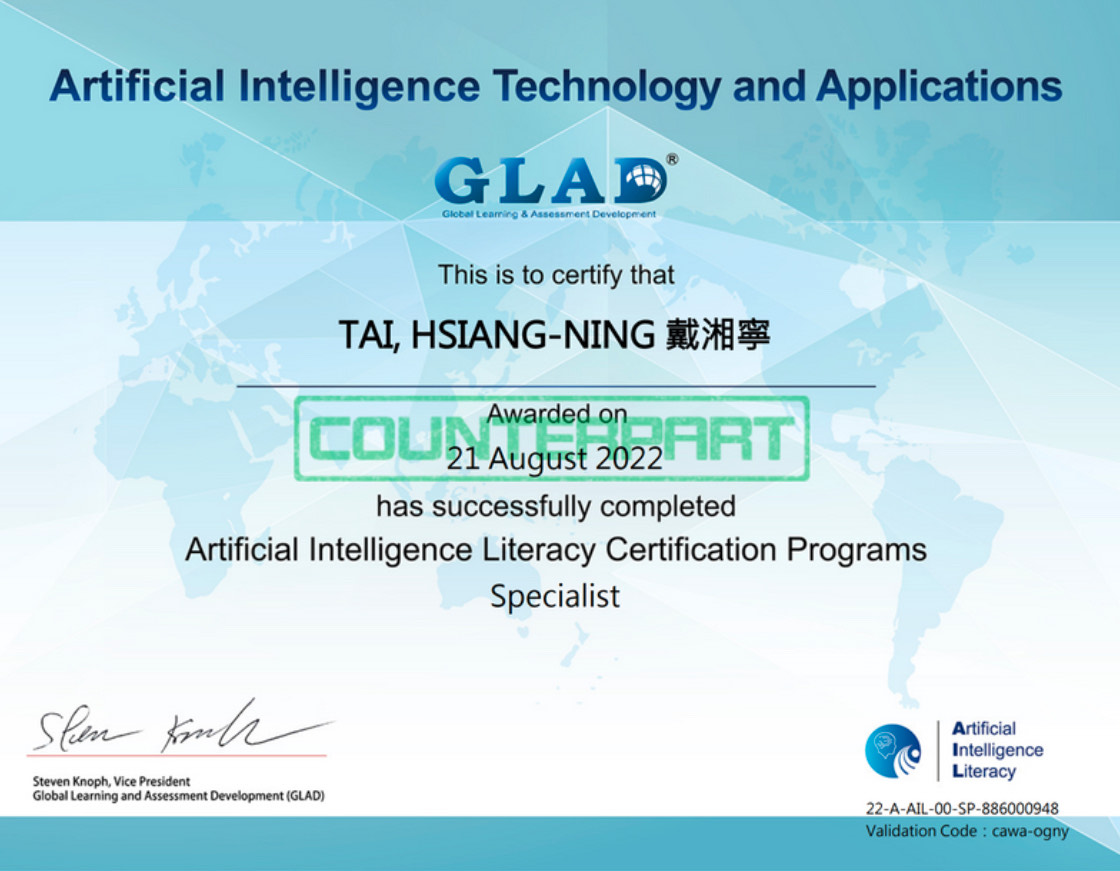 Artificial Intelligence Technology and Applications
GLAD®
Global Learning & Assessment Development
This is to certify that
TAI, HSIANG-NING 戴湘寧
COUNTERPART
Awarded on
21 August 2022
has successfully completed
Artificial Intelligence Literacy Certification Programs
Specialist
Steven Knoph, Vice President
Global Learning and Assessment Development (GLAD)
Artificial
Intelligence
Literacy
22-A-AIL-00-SP-886000948
Validation Code : cawa-ogny